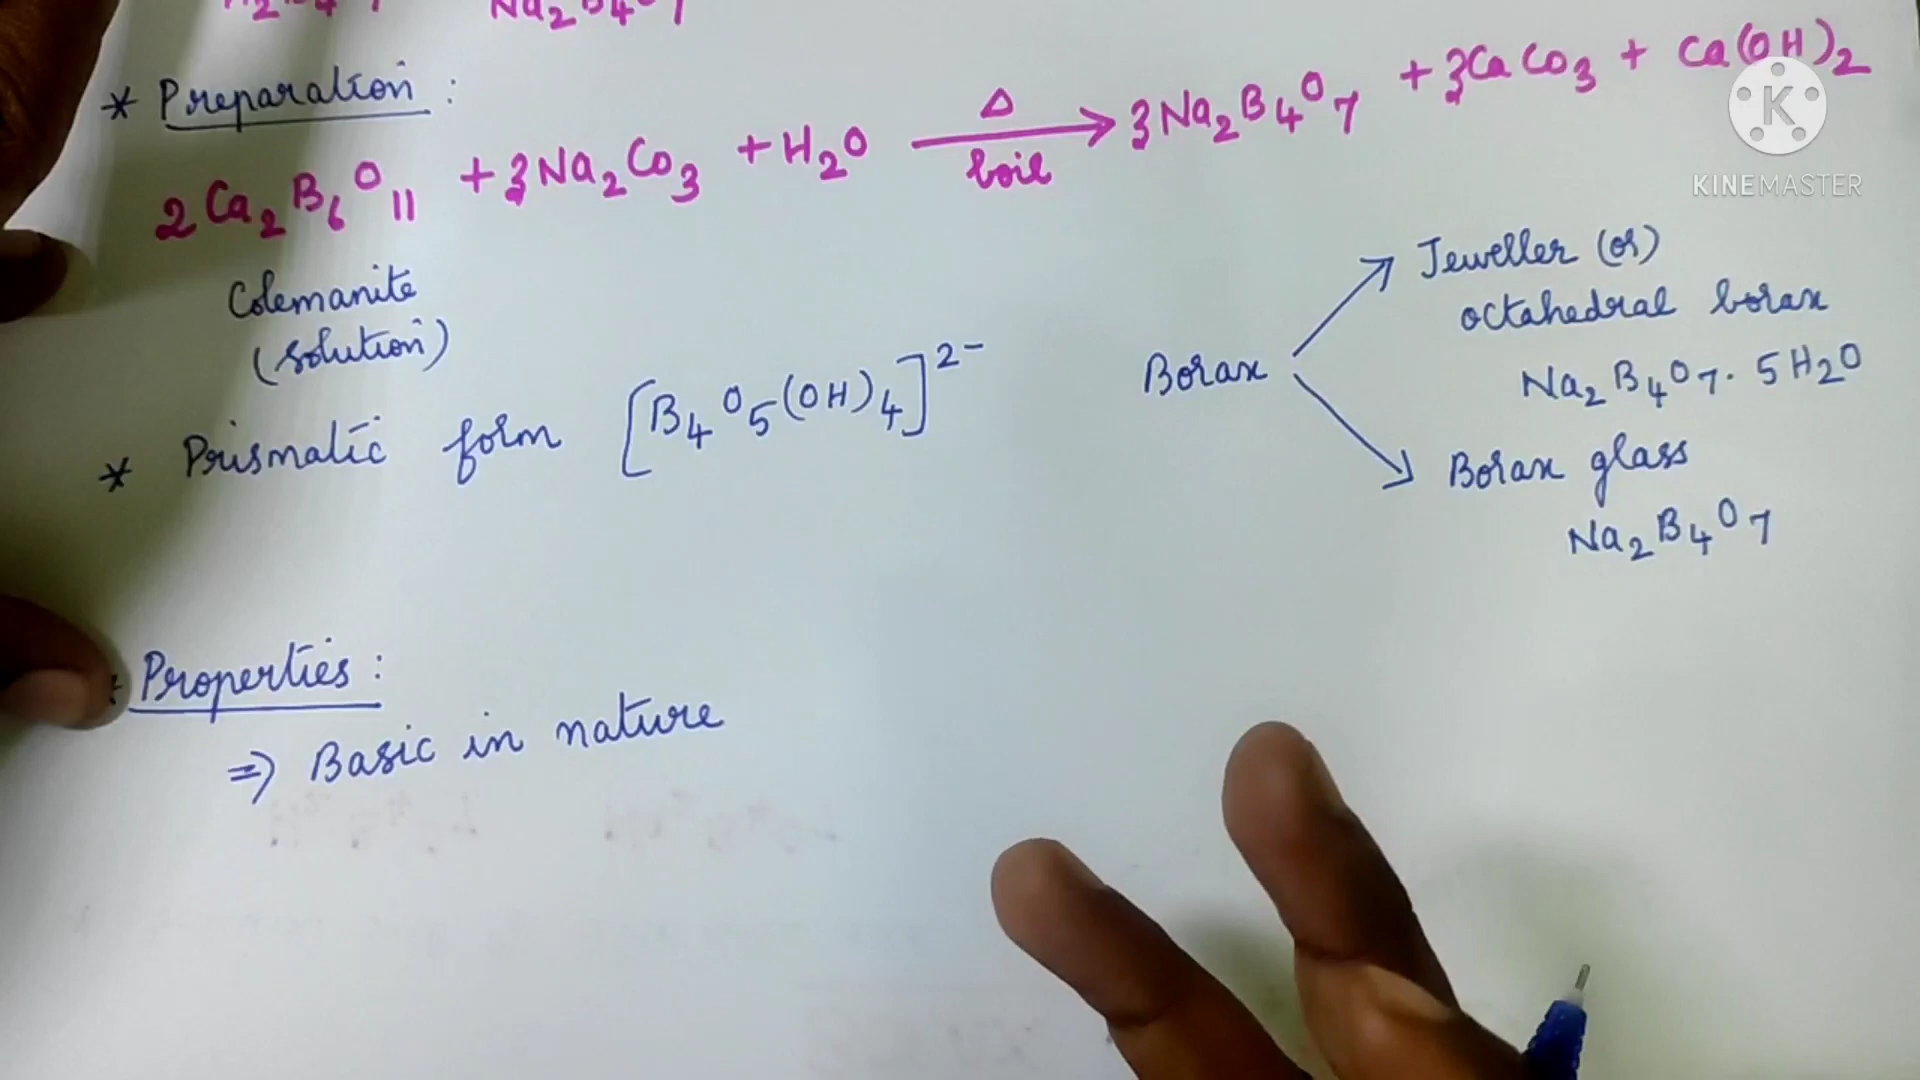 Na₂B₄O₇
* Preparation :
2Ca₂B₆O₁₁ + 3Na₂Co₃ + H₂O Δ boil → 3Na₂B₄O₇ + 3CaCo₃ + Ca(OH)₂
Colemanite
(solution)
* Prismatic form [B₄O₅(OH)₄]²⁻
Borax
Jeweller (or)
octahedral borax
Na₂B₄O₇. 5H₂O
Borax glass
Na₂B₄O₇
Properties :
⇒ Basic in nature
K
KINEMASTER